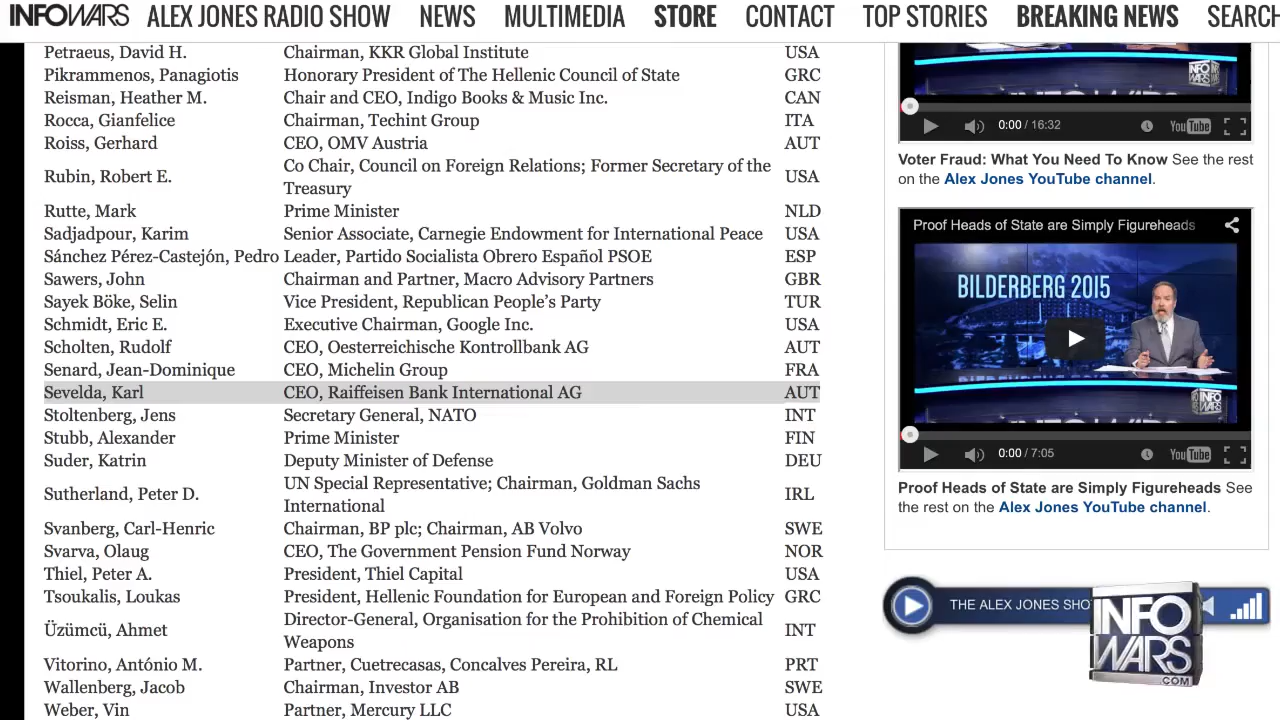 INFOWARS ALEX JONES RADIO SHOW NEWS MULTIMEDIA STORE CONTACT TOP STORIES BREAKING NEWS SEARCH
Petraeus, David H. Chairman, KKR Global Institute USA
Pikrammenos, Panagiotis Honorary President of The Hellenic Council of State GRC
Reisman, Heather M. Chair and CEO, Indigo Books & Music Inc. CAN
Rocca, Gianfelice Chairman, Techint Group ITA
Roiss, Gerhard CEO, OMV Austria AUT
Rubin, Robert E. Co Chair, Council on Foreign Relations; Former Secretary of the
Treasury USA
Rutte, Mark Prime Minister NLD
Sadjadpour, Karim Senior Associate, Carnegie Endowment for International Peace USA
Sánchez Pérez-Castejón, Pedro Leader, Partido Socialista Obrero Español PSOE ESP
Sawers, John Chairman and Partner, Macro Advisory Partners GBR
Sayek Böke, Selin Vice President, Republican People’s Party TUR
Schmidt, Eric E. Executive Chairman, Google Inc. USA
Scholten, Rudolf CEO, Oesterreichische Kontrollbank AG AUT
Senard, Jean-Dominique CEO, Michelin Group FRA
Sevelda, Karl CEO, Raiffeisen Bank International AG AUT
Stoltenberg, Jens Secretary General, NATO INT
Stubb, Alexander Prime Minister FIN
Suder, Katrin Deputy Minister of Defense DEU
Sutherland, Peter D. UN Special Representative; Chairman, Goldman Sachs
International IRL
Svanberg, Carl-Henric Chairman, BP plc; Chairman, AB Volvo SWE
Svarva, Olaug CEO, The Government Pension Fund Norway NOR
Thiel, Peter A. President, Thiel Capital USA
Tsoukalis, Loukas President, Hellenic Foundation for European and Foreign Policy GRC
Üzümcü, Ahmet Director-General, Organisation for the Prohibition of Chemical
Weapons INT
Vitorino, António M. Partner, Cuetrecasas, Concalves Pereira, RL PRT
Wallenberg, Jacob Chairman, Investor AB SWE
Weber, Vin Partner, Mercury LLC USA
INFO
WARS
0:00 / 16:32 YouTube
Voter Fraud: What You Need To Know See the rest
on the Alex Jones YouTube channel.
Proof Heads of State are Simply Figureheads
BILDERBERG 2015
INFO
WARS
0:00 / 7:05 YouTube
Proof Heads of State are Simply Figureheads See
the rest on the Alex Jones YouTube channel.
THE ALEX JONES SHO
INFO
WARS
.COM